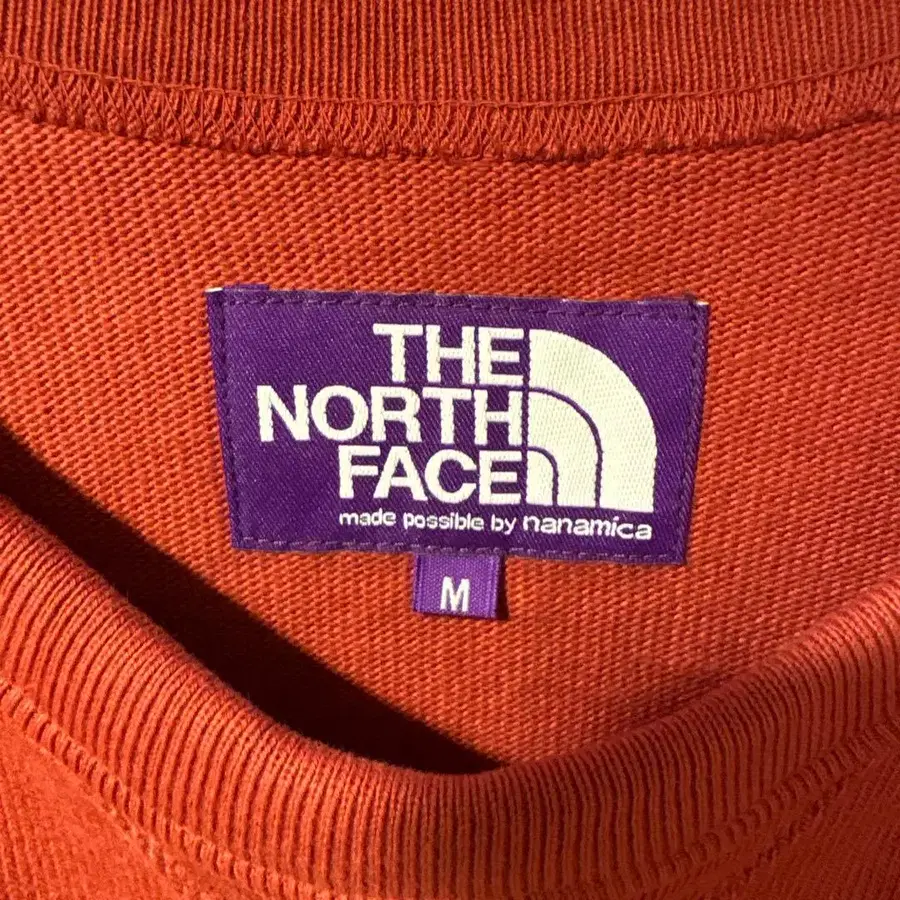 THE
NORTH
FACE
made possible by nanamica
M